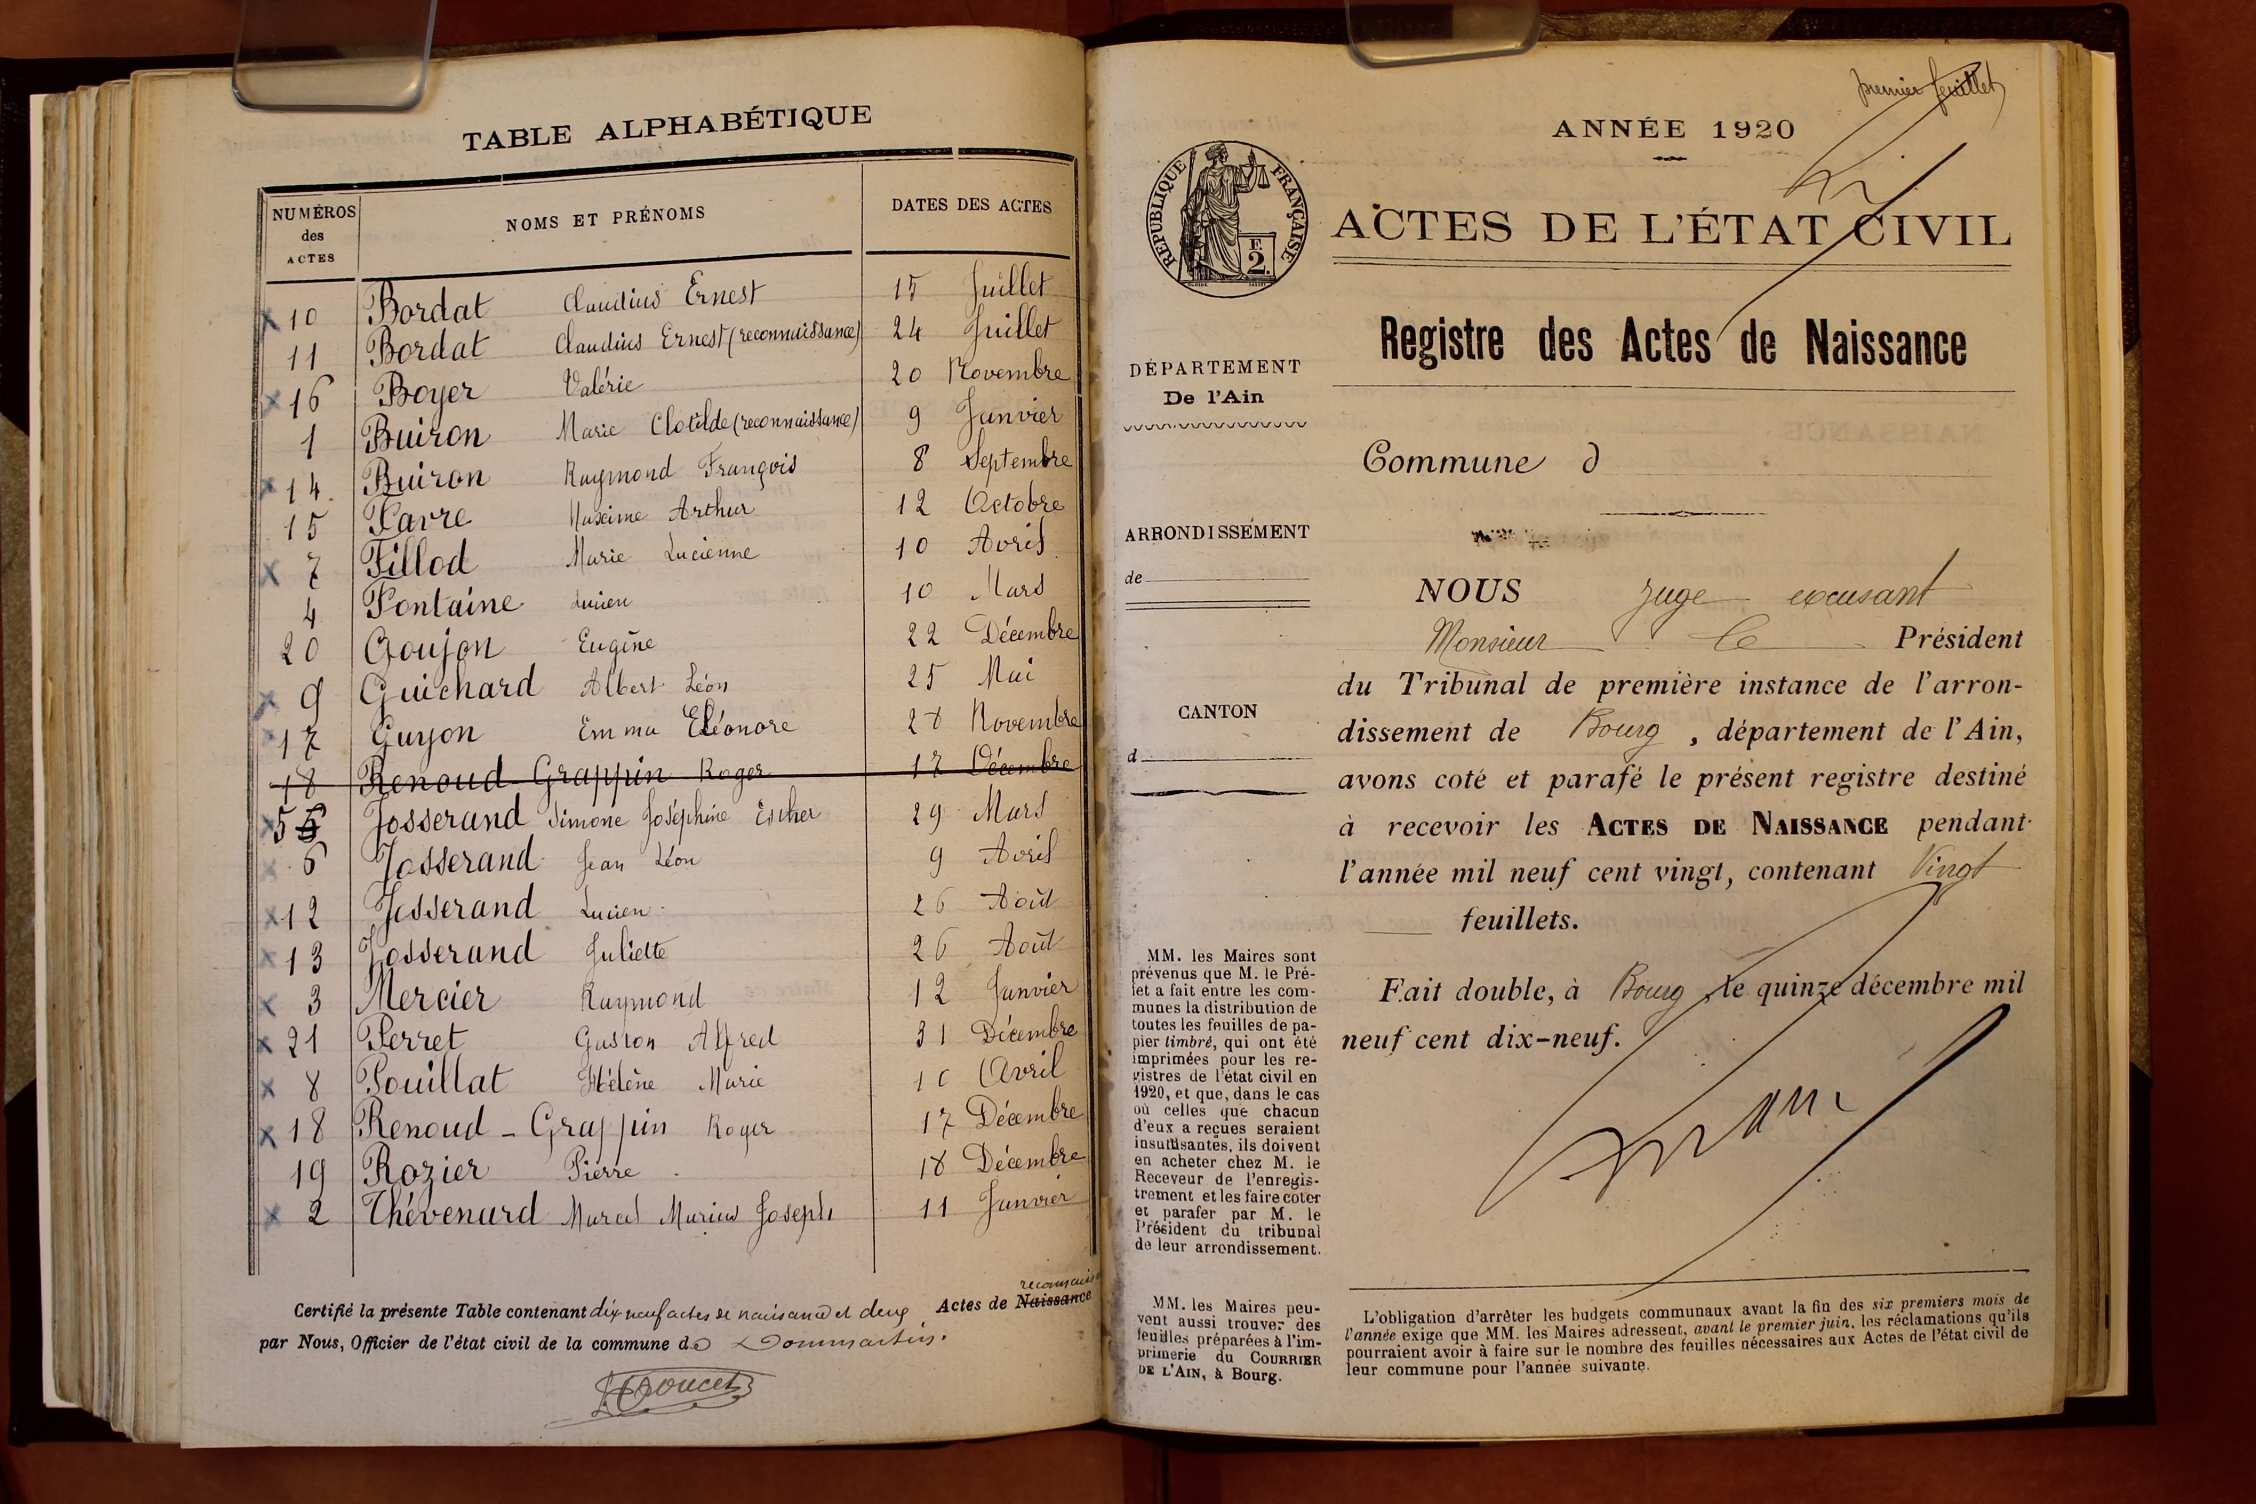 TABLE ALPHABÉTIQUE
NUMÉROS des ACTES NOMS ET PRÉNOMS DATES DES ACTES
x 10 Bordat Claudius Ernest 15 Juillet
11 Bordat Claudius Ernest (reconnaissance) 24 Juillet
x 16 Boyer Valérie 20 Novembre
1 Buiron Marie Clotilde (reconnaissance) 9 Janvier
x 14 Buiron Raymond François 8 Septembre
15 Favre Maxime Arthur 12 Octobre
x 7 Fillod Marie Lucienne 10 Avril
4 Fontaine Lucien 10 Mars
20 Goujon Eugène 22 Décembre
x 9 Guichard Albert Léon 25 Mai
x 17 Guyon Emma Eléonore 28 Novembre
18 Renoud-Grappin Roger 17 Décembre
x 5 Josserand Simone Joséphine Esther 29 Mars
x 6 Josserand Jean Léon 9 Avril
x 12 Josserand Lucien 26 Août
x 13 Josserand Juliette 26 Août
x 3 Mercier Raymond 12 Janvier
x 21 Perret Gaston Alfred 31 Décembre
x 8 Pouillat Hélène Marie 10 Avril
x 18 Renoud-Grappin Roger 17 Décembre
19 Rozier Pierre 18 Décembre
x 2 Thévenard Marcel Marius Joseph 11 Janvier
Certifié la présente Table contenant dix-neuf actes de naissance et deux Actes de Naissance
par Nous, Officier de l'état civil de la commune de Dommartin.
premier feuillet
ANNÉE 1920
RÉPUBLIQUE FRANÇAISE
F.
2.
ACTES DE L'ÉTAT CIVIL
Registre des Actes de Naissance
DÉPARTEMENT
De l'Ain
Commune d
ARRONDISSEMENT
de
CANTON
d
NOUS Juge excusant
Monsieur le Président
du Tribunal de première instance de l'arron-
dissement de Bourg, département de l'Ain,
avons coté et parafé le présent registre destiné
à recevoir les ACTES DE NAISSANCE pendant
l'année mil neuf cent vingt, contenant Vingt
feuillets.
Fait double, à Bourg, le quinze décembre mil
neuf cent dix-neuf.
MM. les Maires sont
prévenus que M. le Pré-
fet a fait entre les com-
munes la distribution de
toutes les feuilles de pa-
pier timbré, qui ont été
imprimées pour les re-
gistres de l'état civil en
1920, et que, dans le cas
où celles que chacun
d'eux a reçues seraient
insuffisantes, ils doivent
en acheter chez M. le
Receveur de l'enregis-
trement et les faire coter
et parafer par M. le
Président du tribunal
de leur arrondissement.
MM. les Maires peu-
vent aussi trouver des
feuilles préparées à l'im-
primerie du COURRIER
DE L'AIN, à Bourg.
L'obligation d'arrêter les budgets communaux avant la fin des six premiers mois de
l'année exige que MM. les Maires adressent, avant le premier juin, les réclamations qu'ils
pourraient avoir à faire sur le nombre des feuilles nécessaires aux Actes de l'état civil de
leur commune pour l'année suivante.